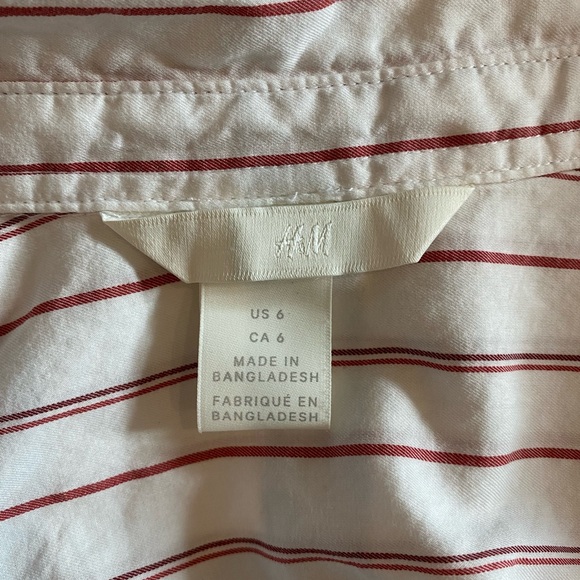 H&M
US 6
CA 6
MADE IN
BANGLADESH
FABRIQUÉ EN
BANGLADESH